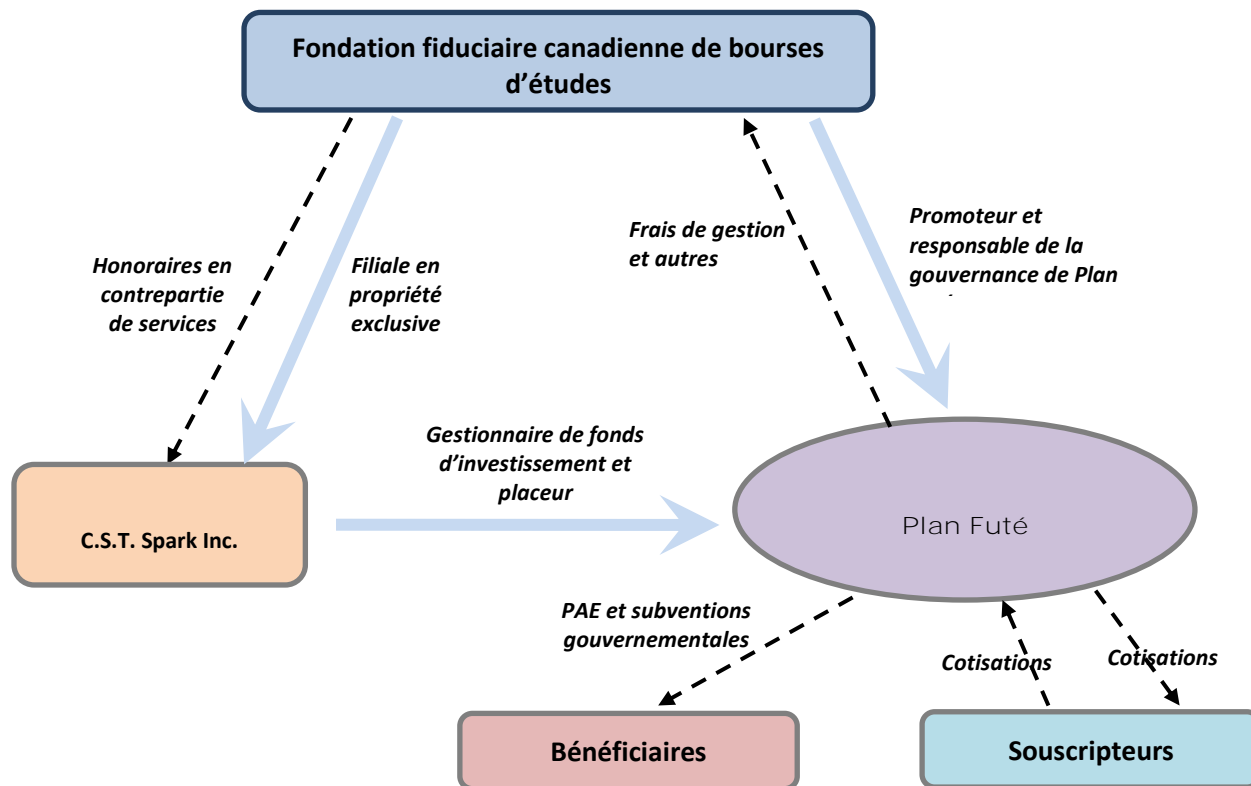 Fondation fiduciaire canadienne de bourses
d’études
Honoraires en
contrepartie
de services
Filiale en
propriété
exclusive
Frais de gestion
et autres
Promoteur et
responsable de la
gouvernance de Plan
Gestionnaire de fonds
d’investissement et
placeur
C.S.T. Spark Inc.
Plan Futé
PAE et subventions
gouvernementales
Cotisations
Cotisations
Bénéficiaires
Souscripteurs